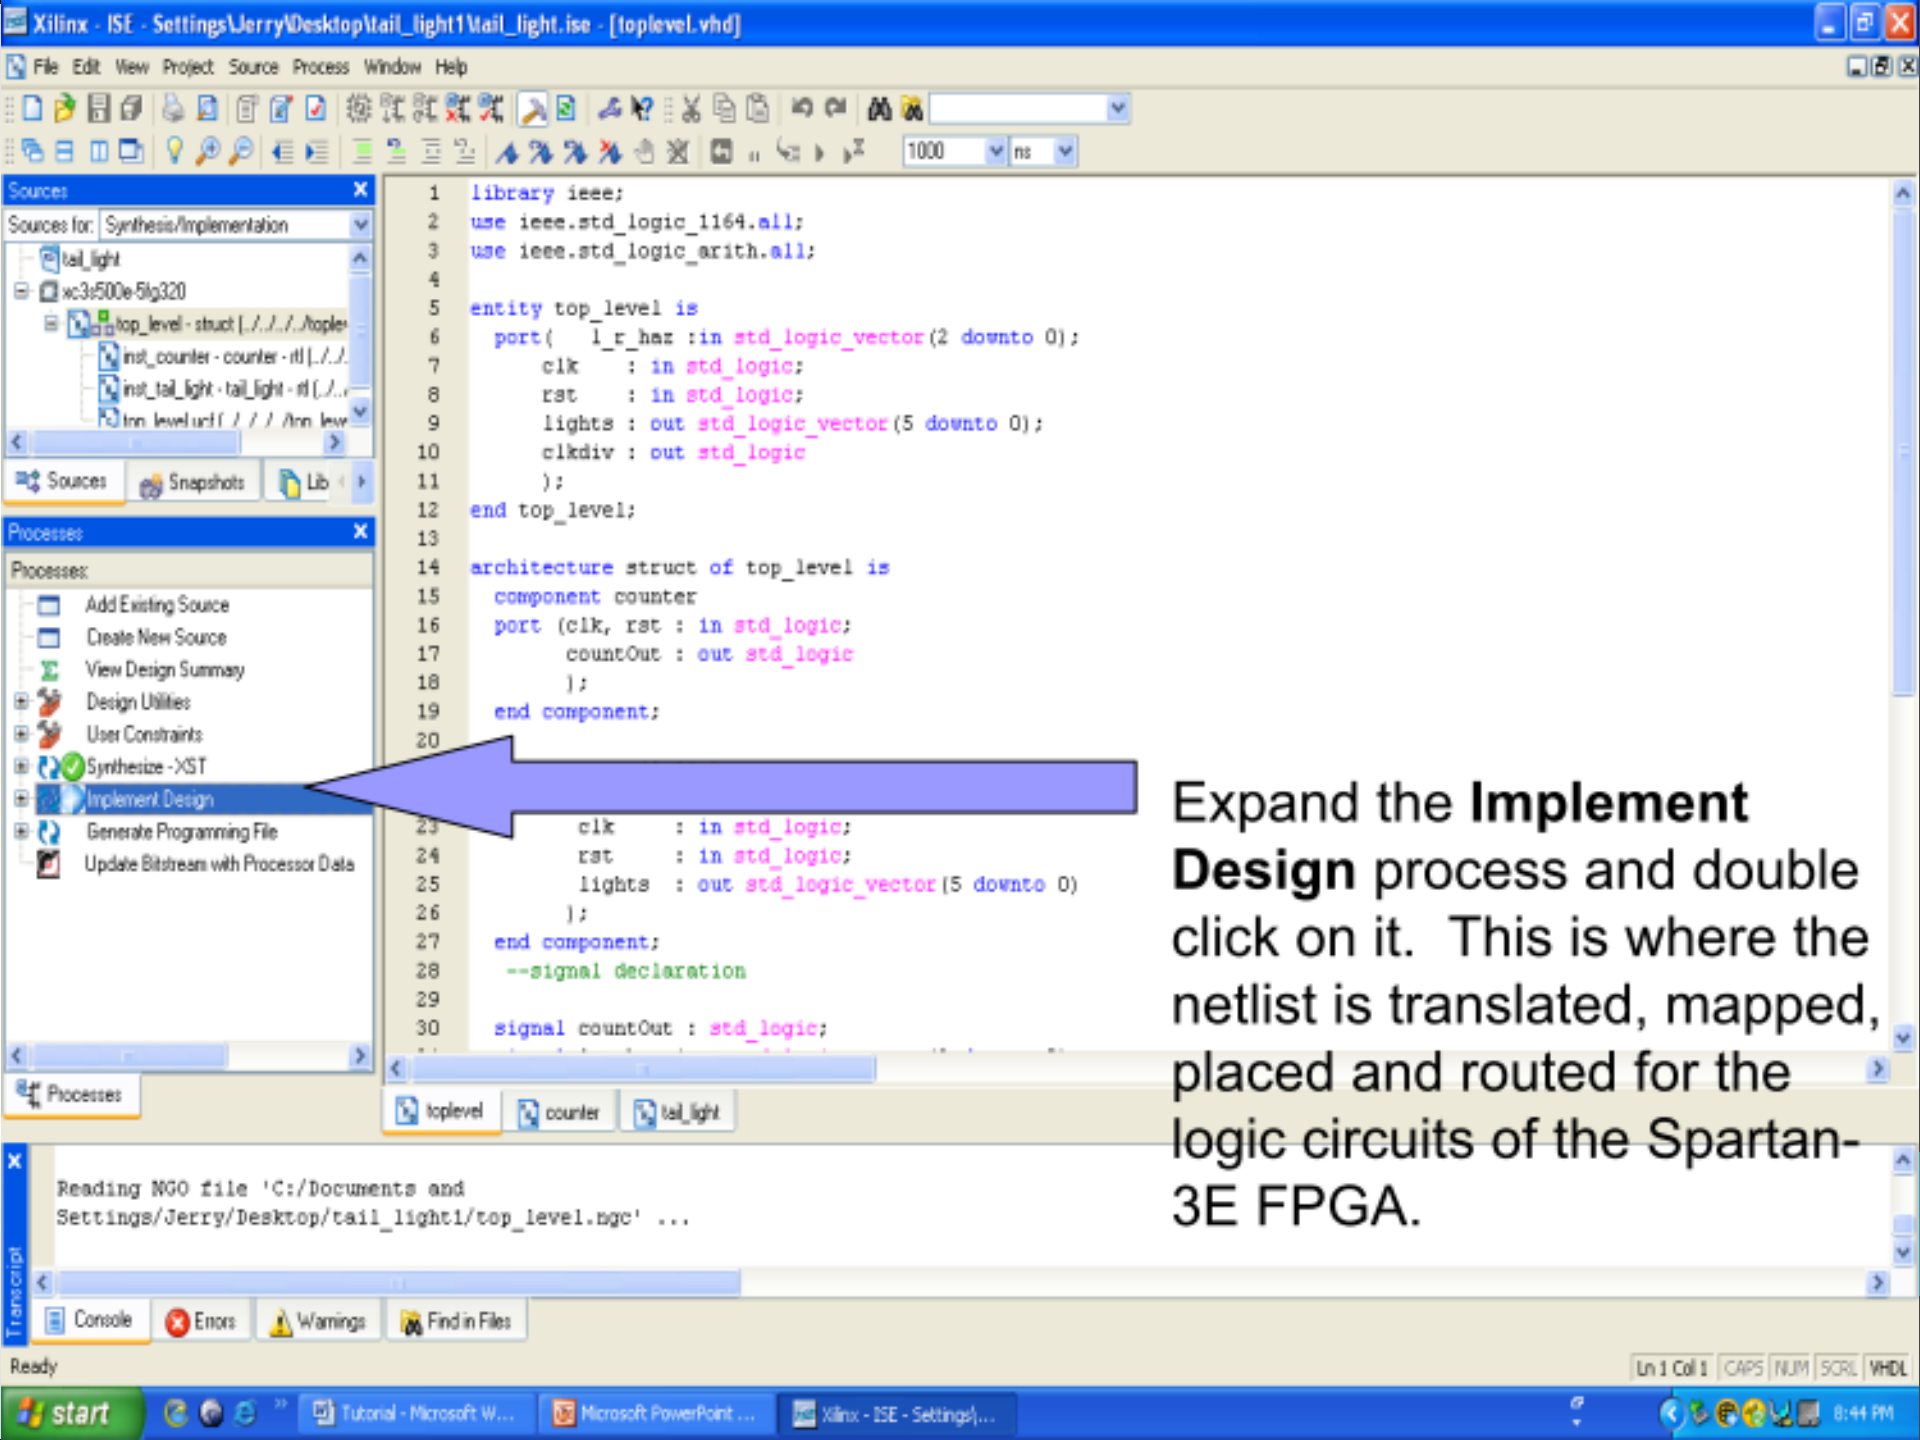 Xilinx - ISE - Settings\Jerry\Desktop\tail_light1\tail_light.ise - [toplevel.vhd]
File Edit View Project Source Process Window Help
1000 ns
Sources
Sources for: Synthesis/Implementation
tail_light
xc3s500e-5fg320
top_level - struct (../../../../toplev
inst_counter - counter - rtl (../../.
inst_tail_light - tail_light - rtl (../..
top_level.ucf (../../../../top_leve
Sources Snapshots Lib
Processes
Processes:
Add Existing Source
Create New Source
View Design Summary
Design Utilities
User Constraints
Synthesize - XST
Implement Design
Generate Programming File
Update Bitstream with Processor Data
Processes
1 library ieee;
2 use ieee.std_logic_1164.all;
3 use ieee.std_logic_arith.all;
4
5 entity top_level is
6 port( l_r_haz :in std_logic_vector(2 downto 0);
7 clk : in std_logic;
8 rst : in std_logic;
9 lights : out std_logic_vector(5 downto 0);
10 clkdiv : out std_logic
11 );
12 end top_level;
13
14 architecture struct of top_level is
15 component counter
16 port (clk, rst : in std_logic;
17 countOut : out std_logic
18 );
19 end component;
20
23 clk : in std_logic;
24 rst : in std_logic;
25 lights : out std_logic_vector(5 downto 0)
26 );
27 end component;
28 --signal declaration
29
30 signal countOut : std_logic;
toplevel counter tail_light
Expand the Implement
Design process and double
click on it. This is where the
netlist is translated, mapped,
placed and routed for the
logic circuits of the Spartan-
3E FPGA.
Transcript
Reading NGO file 'C:/Documents and
Settings/Jerry/Desktop/tail_light1/top_level.ngc' ...
Console Errors Warnings Find in Files
Ready
Ln 1 Col 1 CAPS NUM SCRL VHDL
start Tutorial - Microsoft W... Microsoft PowerPoint ... Xilinx - ISE - Settings\... 8:44 PM